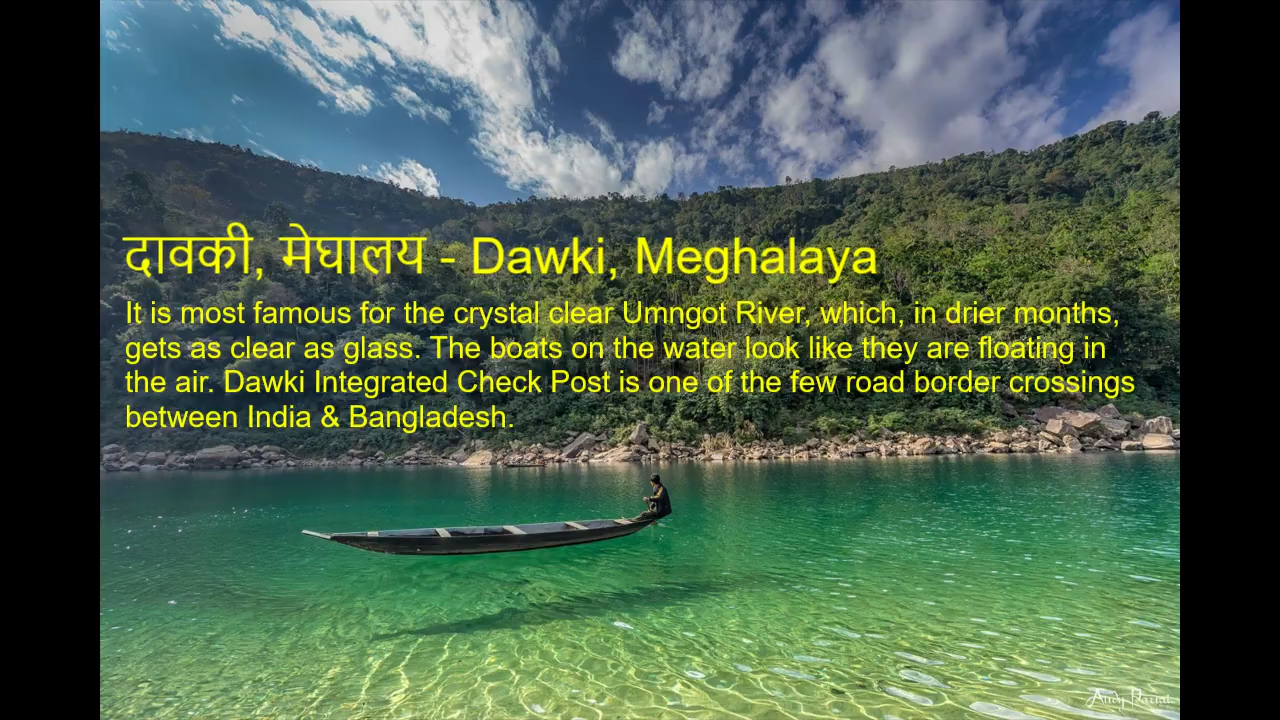 दावकी, मेघालय - Dawki, Meghalaya
It is most famous for the crystal clear Umngot River, which, in drier months,
gets as clear as glass. The boats on the water look like they are floating in
the air. Dawki Integrated Check Post is one of the few road border crossings
between India & Bangladesh.